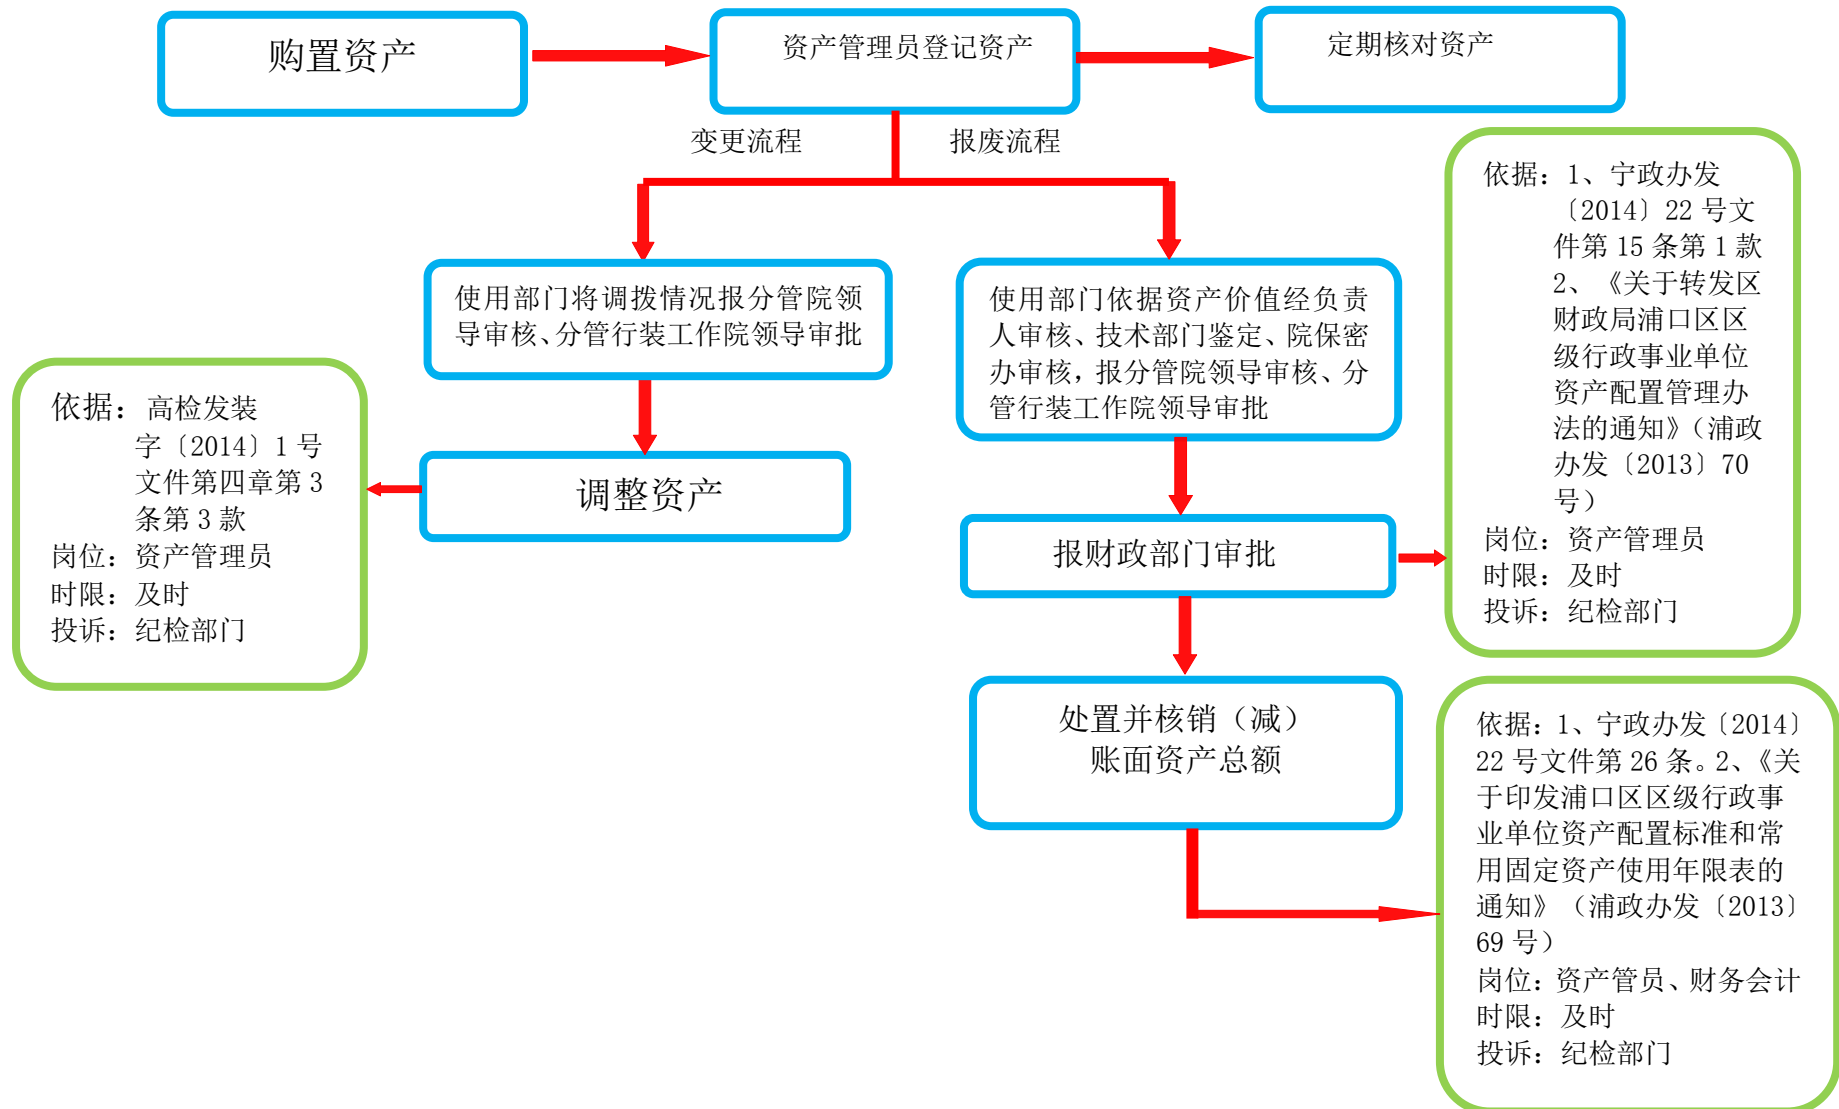 购置资产
资产管理员登记资产
定期核对资产
变更流程
报废流程
使用部门将调拨情况报分管院领
导审核、分管行装工作院领导审批
使用部门依据资产价值经负责
人审核、技术部门鉴定、院保密
办审核，报分管院领导审核、分
管行装工作院领导审批
依据：1、宁政办发
〔2014〕22 号文
件第 15 条第 1 款
2、《关于转发区
财政局浦口区区
级行政事业单位
资产配置管理办
法的通知》（浦政
办发〔2013〕70
号）
岗位：资产管理员
时限：及时
投诉：纪检部门
依据：高检发装
字〔2014〕1 号
文件第四章第 3
条第 3 款
岗位：资产管理员
时限：及时
投诉：纪检部门
调整资产
报财政部门审批
处置并核销（减）
账面资产总额
依据：1、宁政办发〔2014〕
22 号文件第 26 条。2、《关
于印发浦口区区级行政事
业单位资产配置标准和常
用固定资产使用年限表的
通知》（浦政办发〔2013〕
69 号）
岗位：资产管员、财务会计
时限：及时
投诉：纪检部门